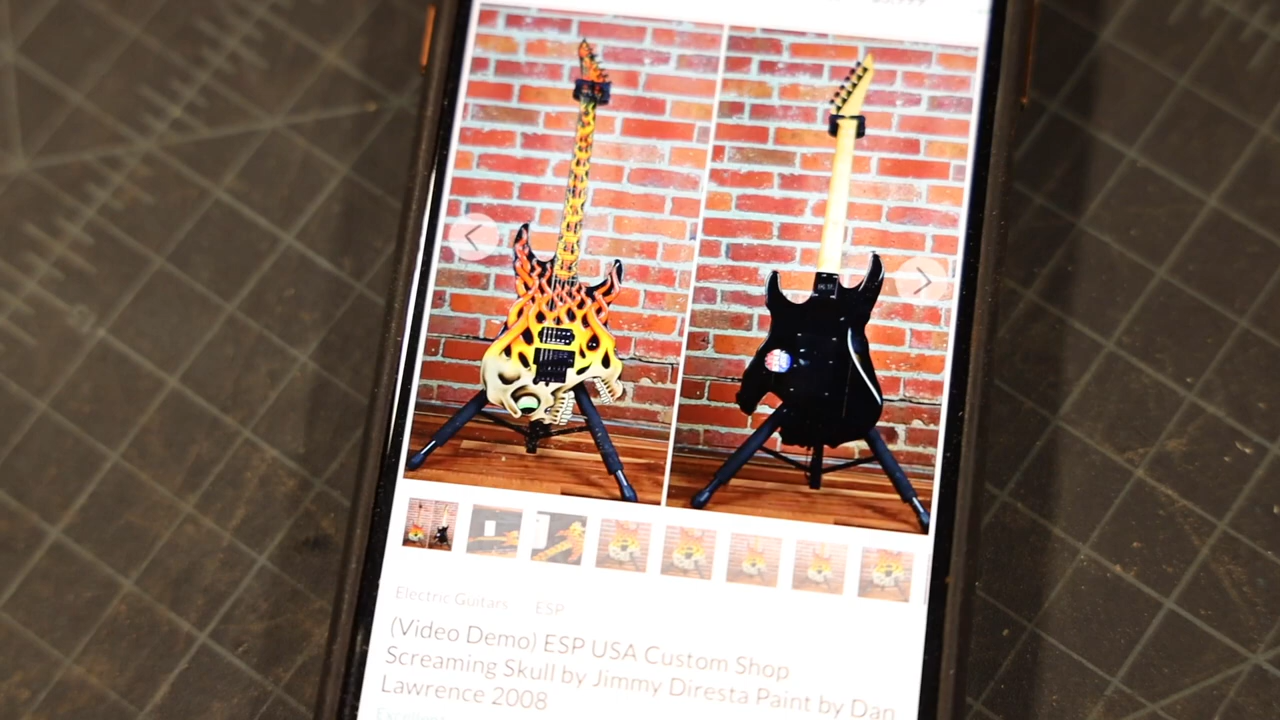 Electric Guitars ESP
(Video Demo) ESP USA Custom Shop
Screaming Skull by Jimmy Diresta Paint by Dan
Lawrence 2008
Excellent